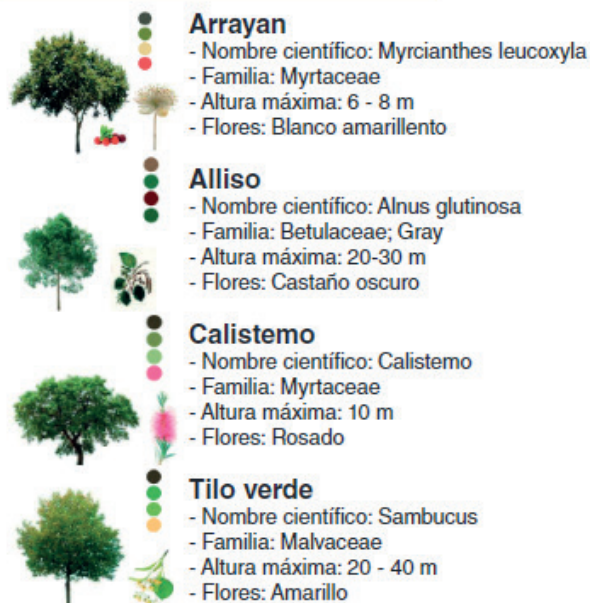 Arrayan
- Nombre científico: Myrcianthes leucoxyla
- Familia: Myrtaceae
- Altura máxima: 6 - 8 m
- Flores: Blanco amarillento
Alliso
- Nombre científico: Alnus glutinosa
- Familia: Betulaceae; Gray
- Altura máxima: 20-30 m
- Flores: Castaño oscuro
Calistemo
- Nombre científico: Calistemo
- Familia: Myrtaceae
- Altura máxima: 10 m
- Flores: Rosado
Tilo verde
- Nombre científico: Sambucus
- Familia: Malvaceae
- Altura máxima: 20 - 40 m
- Flores: Amarillo